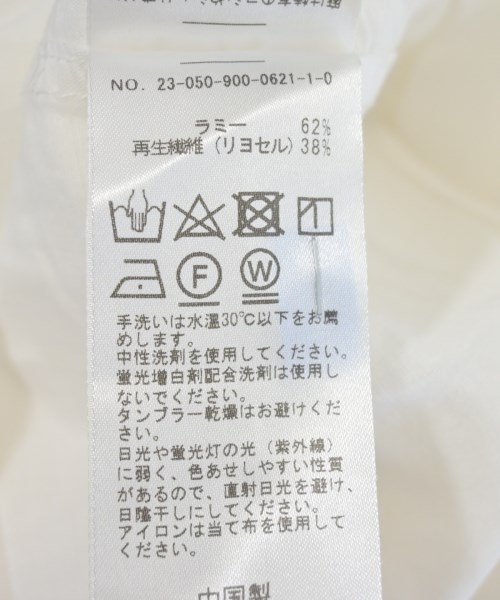 NO. 23-050-900-0621-1-0
ラミー 62%
再生繊維（リヨセル）38%
F W
手洗いは水温30℃以下をお薦
めします。
中性洗剤を使用してください。
蛍光増白剤配合洗剤は使用し
ないでください。
タンブラー乾燥はお避けくだ
さい。
日光や蛍光灯の光（紫外線）
に弱く、色あせしやすい性質
があるので、直射日光を避け、
日陰干しにしてください。
アイロンは当て布を使用して
ください。
中国製